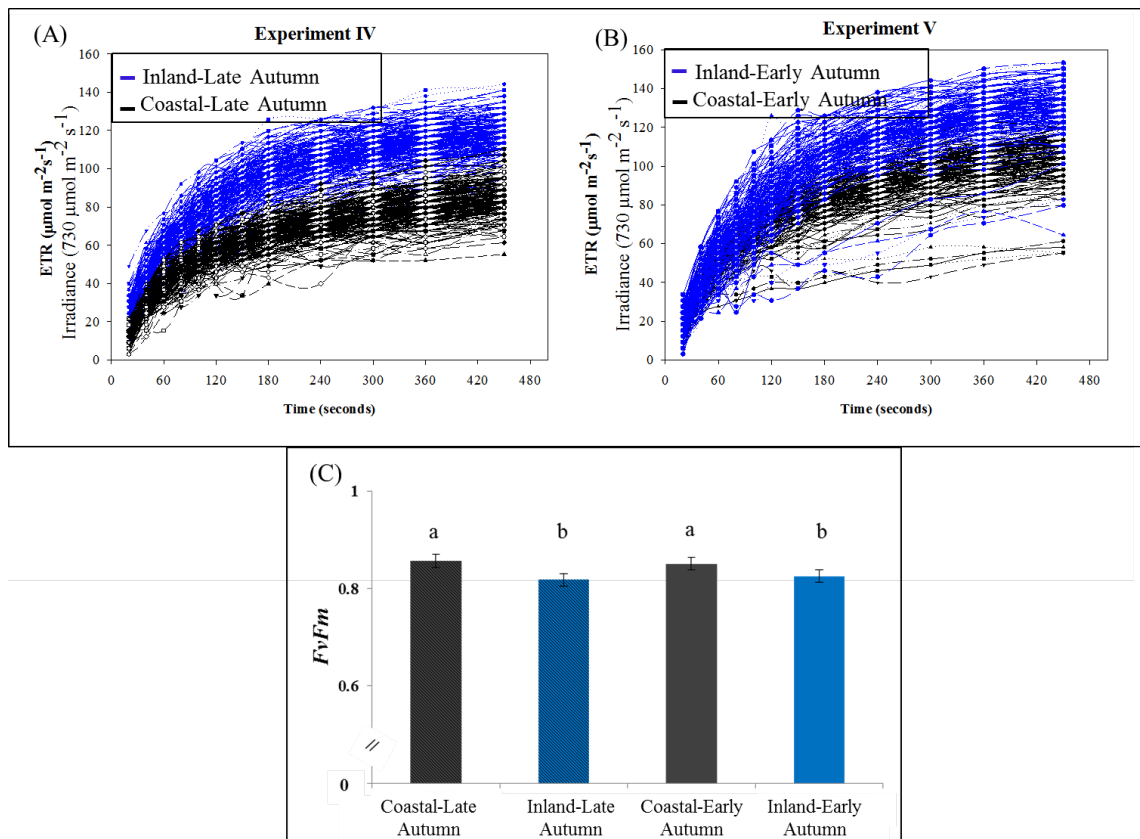 (A)
Experiment IV
Inland-Late Autumn
Coastal-Late Autumn
ETR (µmol m⁻²s⁻¹)
Irradiance (730 µmol m⁻² s⁻¹)
160
140
120
100
80
60
40
20
0
0 60 120 180 240 300 360 420 480
Time (seconds)
(B)
Experiment V
Inland-Early Autumn
Coastal-Early Autumn
ETR (µmol m⁻²s⁻¹)
Irradiance (730 µmol m⁻² s⁻¹)
160
140
120
100
80
60
40
20
0
0 60 120 180 240 300 360 420 480
Time (seconds)
(C)
FvFm
1
0.8
0.6
//
0
a b a b
Coastal-Late
Autumn
Inland-Late
Autumn
Coastal-Early
Autumn
Inland-Early
Autumn